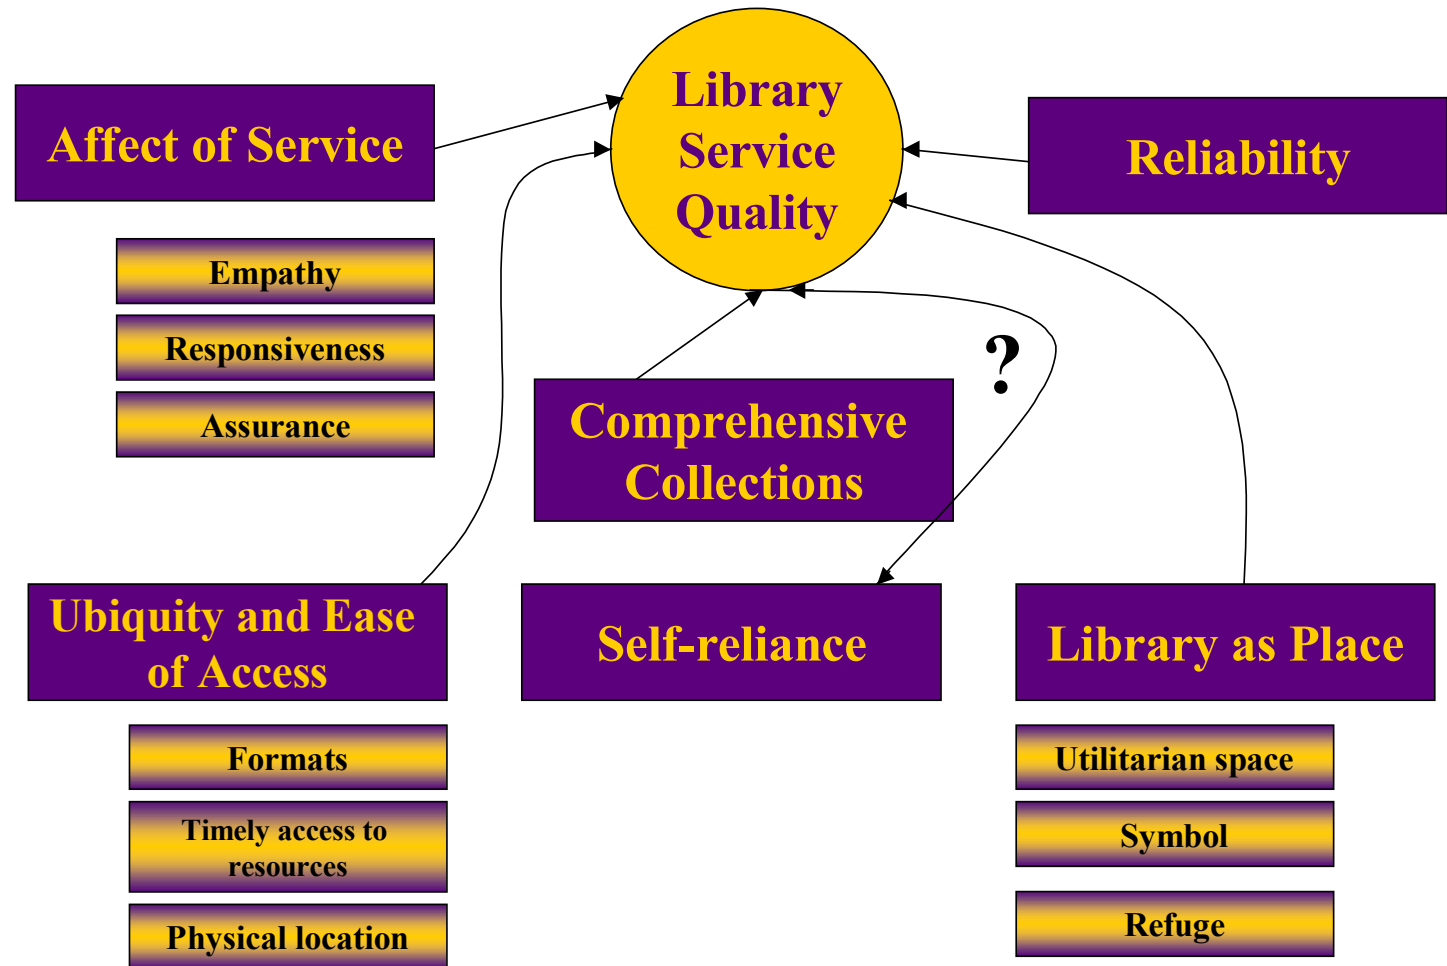 Library
Service
Quality
Affect of Service
Reliability
Empathy
Responsiveness
Assurance
?
Comprehensive
Collections
Ubiquity and Ease
of Access
Self-reliance
Library as Place
Formats
Timely access to
resources
Physical location
Utilitarian space
Symbol
Refuge